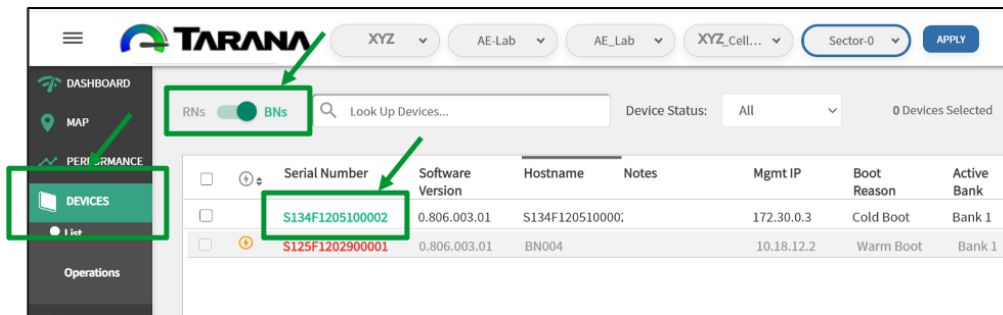 TARANA
XYZ AE-Lab AE_Lab XYZ_Cell... Sector-0 APPLY
DASHBOARD
MAP
PERFORMANCE
DEVICES
List
Operations
RNs BNs Look Up Devices... Device Status: All 0 Devices Selected
Serial Number Software Version Hostname Notes Mgmt IP Boot Reason Active Bank
S134F1205100002 0.806.003.01 S134F120510000 172.30.0.3 Cold Boot Bank 1
S125F1202900001 0.806.003.01 BN004 10.18.12.2 Warm Boot Bank 1